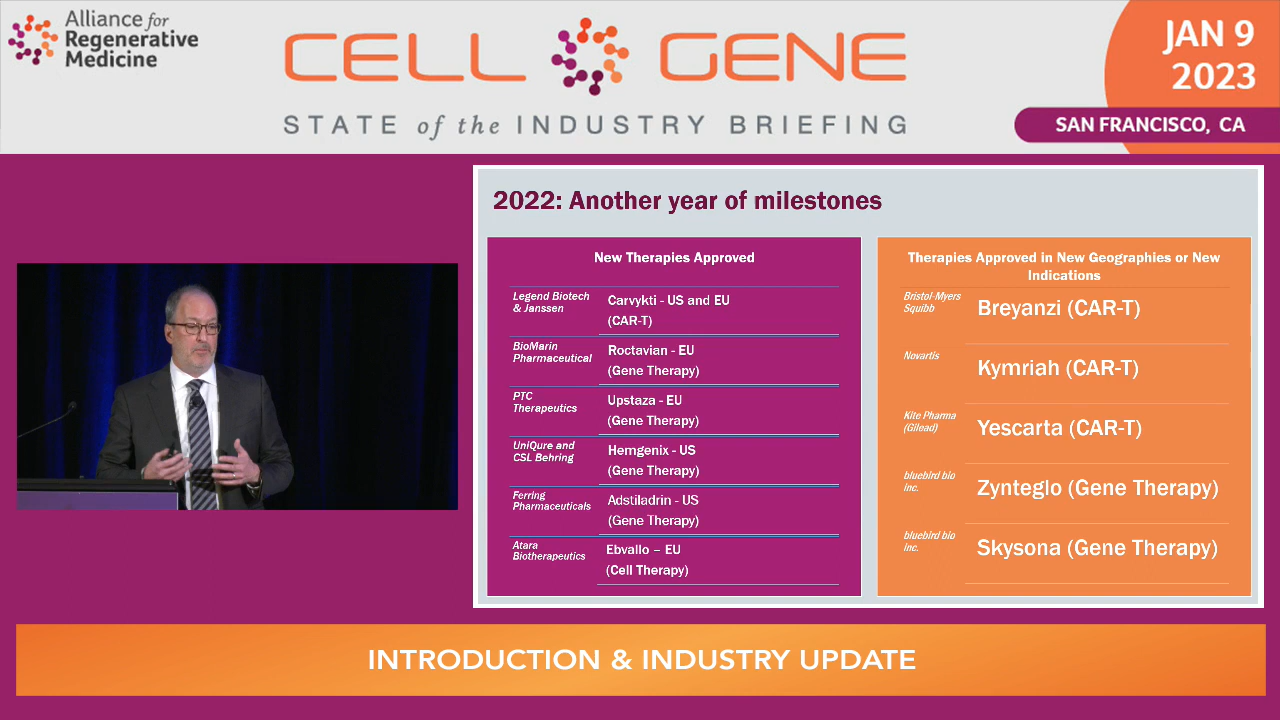 Alliance for
Regenerative
Medicine
CELL GENE
STATE of the INDUSTRY BRIEFING
JAN 9
2023
SAN FRANCISCO, CA
2022: Another year of milestones
New Therapies Approved
Legend Biotech
& Janssen
Carvykti - US and EU
(CAR-T)
BioMarin
Pharmaceutical
Roctavian - EU
(Gene Therapy)
PTC
Therapeutics
Upstaza - EU
(Gene Therapy)
UniQure and
CSL Behring
Hemgenix - US
(Gene Therapy)
Ferring
Pharmaceuticals
Adstiladrin - US
(Gene Therapy)
Atara
Biotherapeutics
Ebvallo – EU
(Cell Therapy)
Therapies Approved in New Geographies or New
Indications
Bristol-Myers
Squibb
Breyanzi (CAR-T)
Novartis
Kymriah (CAR-T)
Kite Pharma
(Gilead)
Yescarta (CAR-T)
bluebird bio
inc.
Zynteglo (Gene Therapy)
bluebird bio
inc.
Skysona (Gene Therapy)
INTRODUCTION & INDUSTRY UPDATE